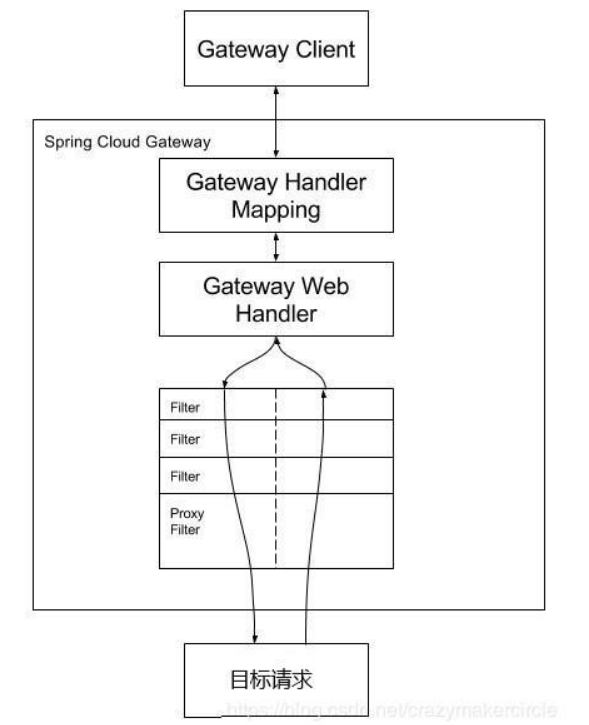 Gateway Client
Spring Cloud Gateway
Gateway Handler
Mapping
Gateway Web
Handler
Filter
Filter
Filter
Proxy
Filter
目标请求
https://blog.csdn.net/crazymakercircle